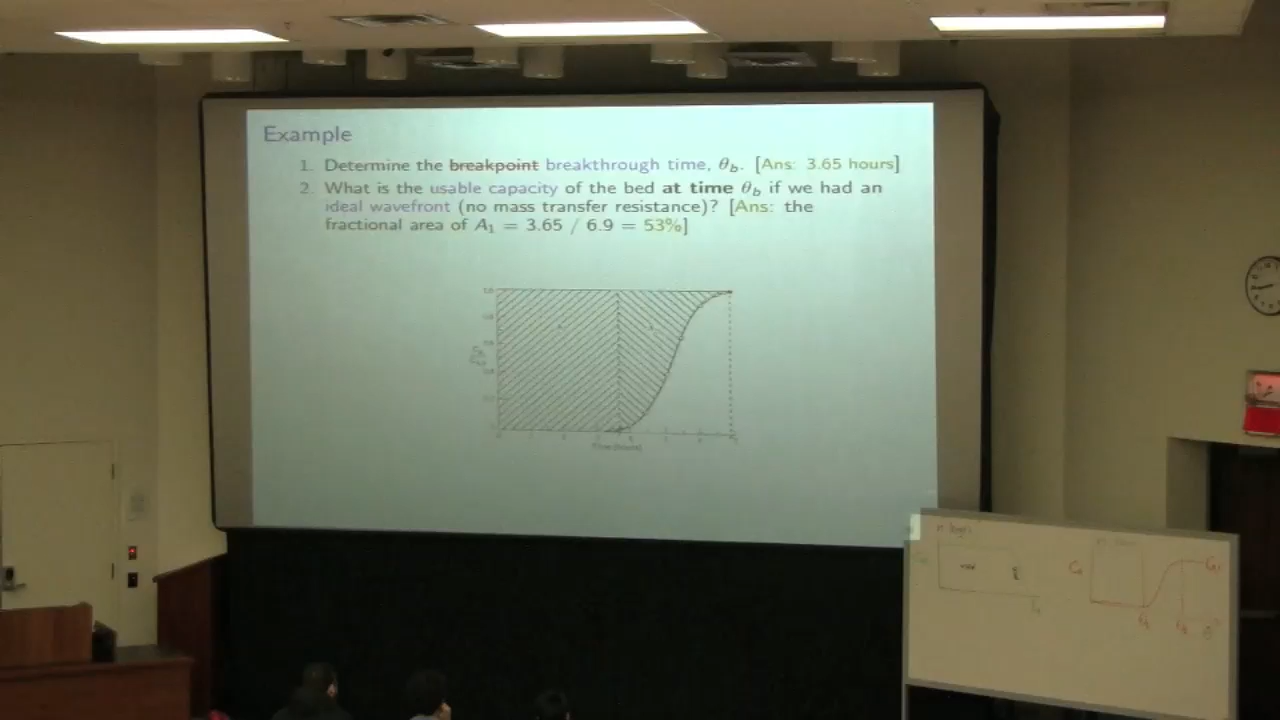 Example
1. Determine the breakpoint breakthrough time, θb. [Ans: 3.65 hours]
2. What is the usable capacity of the bed at time θb if we had an
ideal wavefront (no mass transfer resistance)? [Ans: the
fractional area of A1 = 3.65 / 6.9 = 53%]
Time (hours)